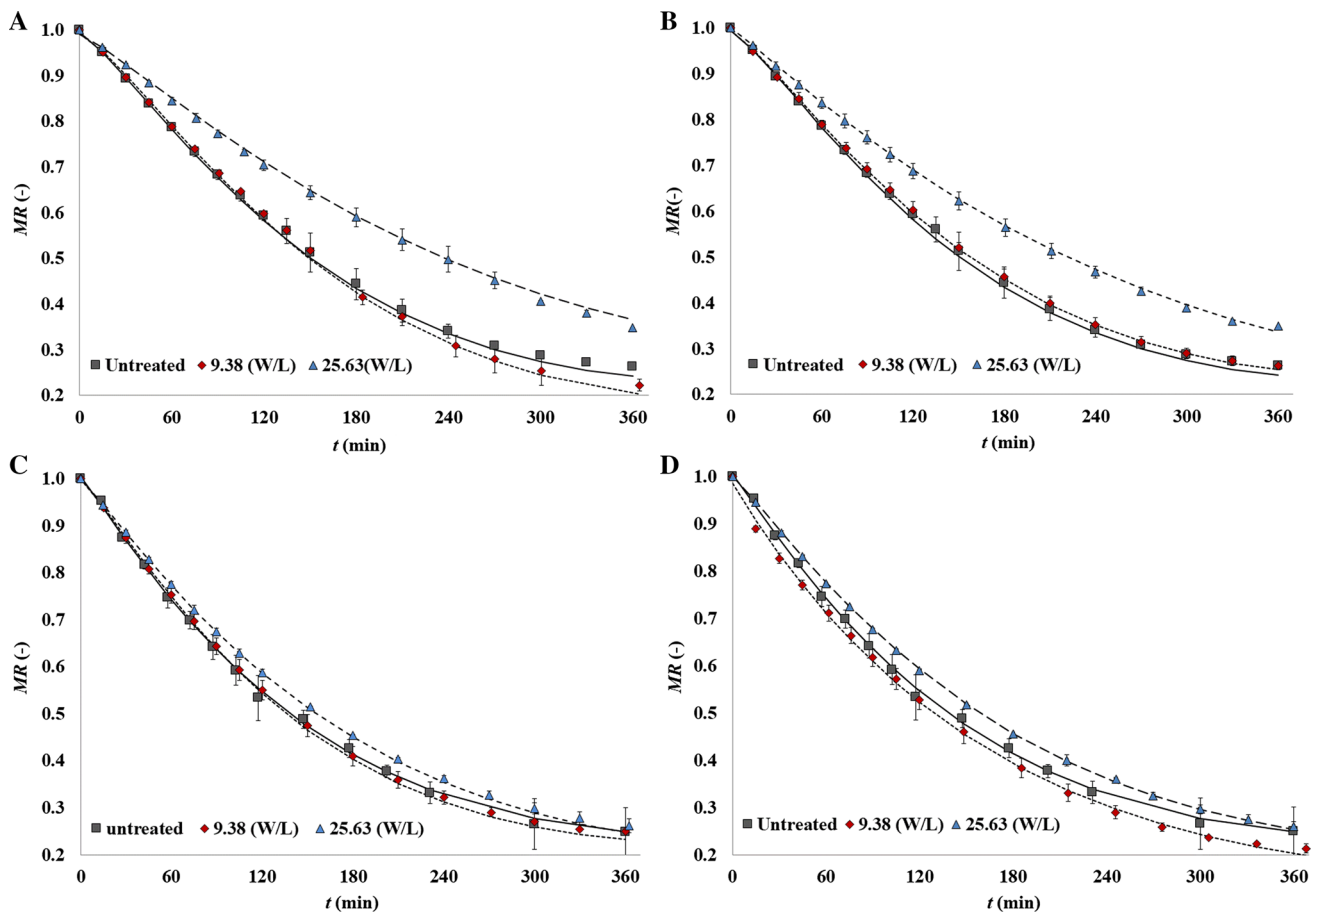 A
1.0
0.9
0.8
0.7
0.6
0.5
0.4
0.3
0.2
MR (-)
Untreated 9.38 (W/L) 25.63(W/L)
0 60 120 180 240 300 360
t (min)
B
1.0
0.9
0.8
0.7
0.6
0.5
0.4
0.3
0.2
MR(-)
Untreated 9.38 (W/L) 25.63 (W/L)
0 60 120 180 240 300 360
t (min)
C
1.0
0.9
0.8
0.7
0.6
0.5
0.4
0.3
0.2
MR (-)
untreated 9.38 (W/L) 25.63 (W/L)
0 60 120 180 240 300 360
t (min)
D
1.0
0.9
0.8
0.7
0.6
0.5
0.4
0.3
0.2
MR (-)
Untreated 9.38 (W/L) 25.63 (W/L)
0 60 120 180 240 300 360
t (min)